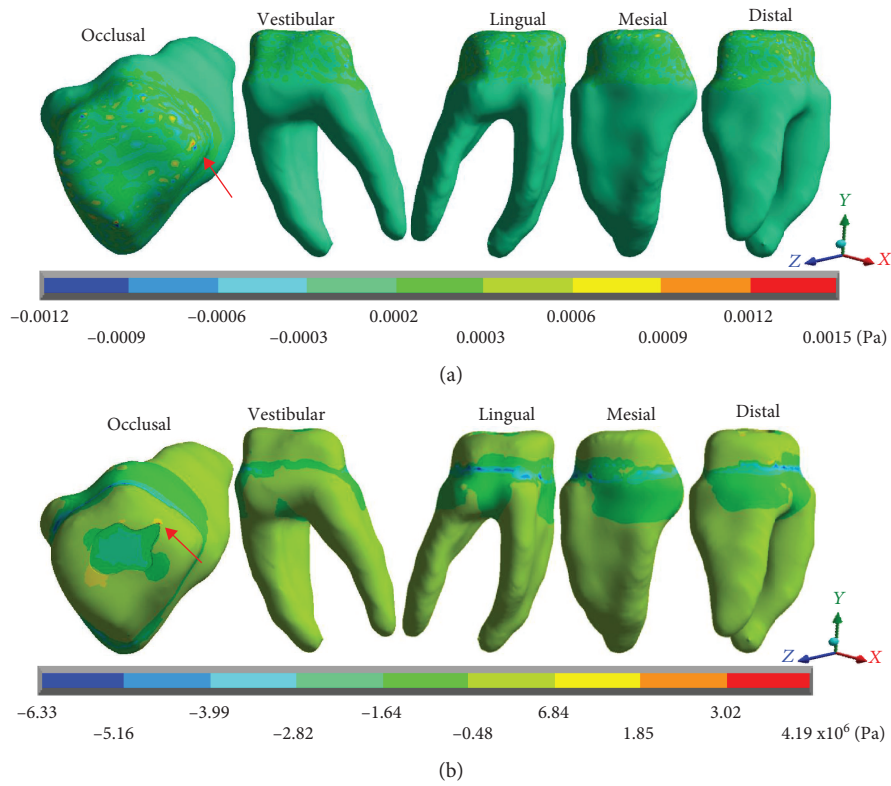 Occlusal Vestibular Lingual Mesial Distal
Y
Z X
−0.0012 −0.0006 0.0002 0.0006 0.0012
−0.0009 −0.0003 0.0003 0.0009 0.0015 (Pa)
(a)
Occlusal Vestibular Lingual Mesial Distal
Y
Z X
−6.33 −3.99 −1.64 6.84 3.02
−5.16 −2.82 −0.48 1.85 4.19 x10⁶ (Pa)
(b)